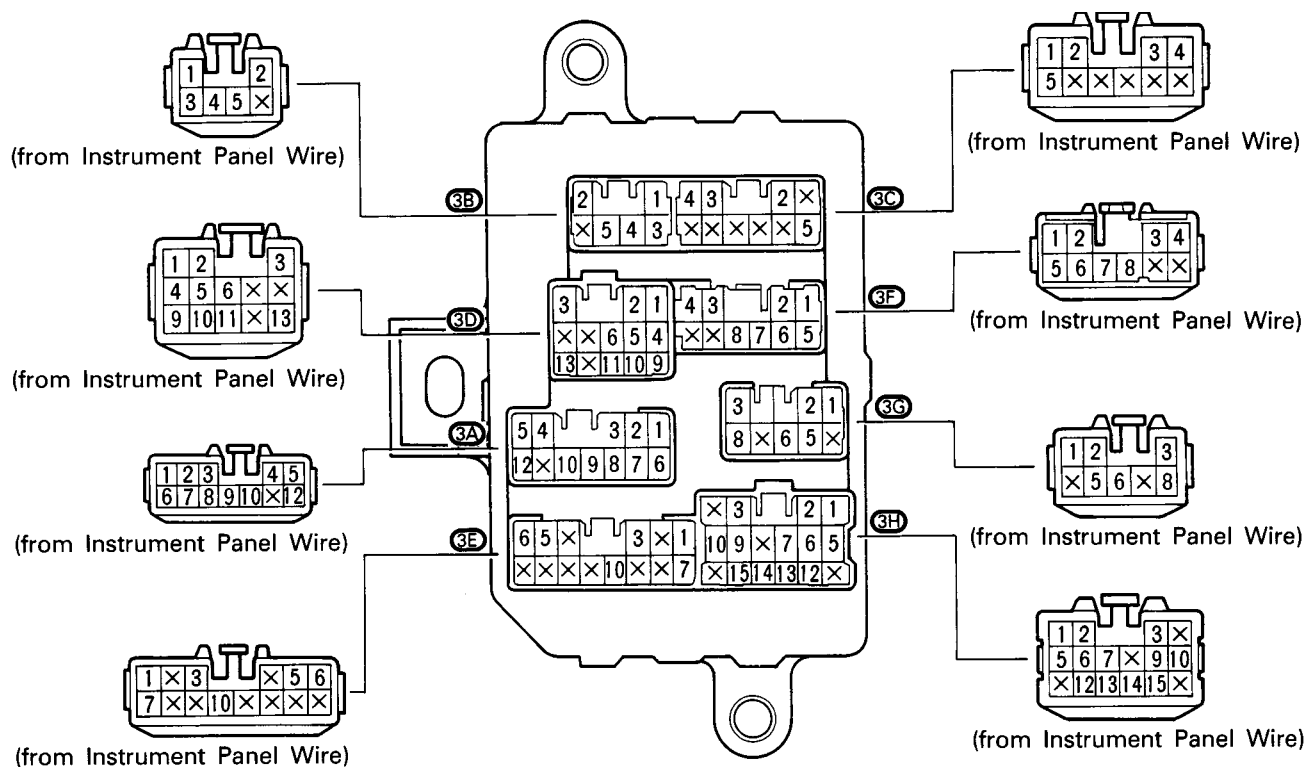 1 2
3 4 5 ×
(from Instrument Panel Wire)
1 2 3
4 5 6 × ×
9 10 11 × 13
(from Instrument Panel Wire)
1 2 3 4 5
6 7 8 9 10 × 12
(from Instrument Panel Wire)
1 × 3 × 5 6
7 × × 10 × × × ×
(from Instrument Panel Wire)
3B
3D
3A
3E
2 1
× 5 4 3
4 3 2 ×
× × × × × 5
3 2 1
× × 6 5 4
13 × 11 10 9
4 3 2 1
× × 8 7 6 5
5 4 3 2 1
12 × 10 9 8 7 6
3 2 1
8 × 6 5 ×
6 5 × 3 × 1
× × × × 10 × × 7
× 3 2 1
10 9 × 7 6 5
× 15 14 13 12 ×
3C
3F
3G
3H
1 2 3 4
5 × × × × ×
(from Instrument Panel Wire)
1 2 3 4
5 6 7 8 × ×
(from Instrument Panel Wire)
1 2 3
× 5 6 × 8
(from Instrument Panel Wire)
1 2 3 ×
5 6 7 × 9 10
× 12 13 14 15 ×
(from Instrument Panel Wire)